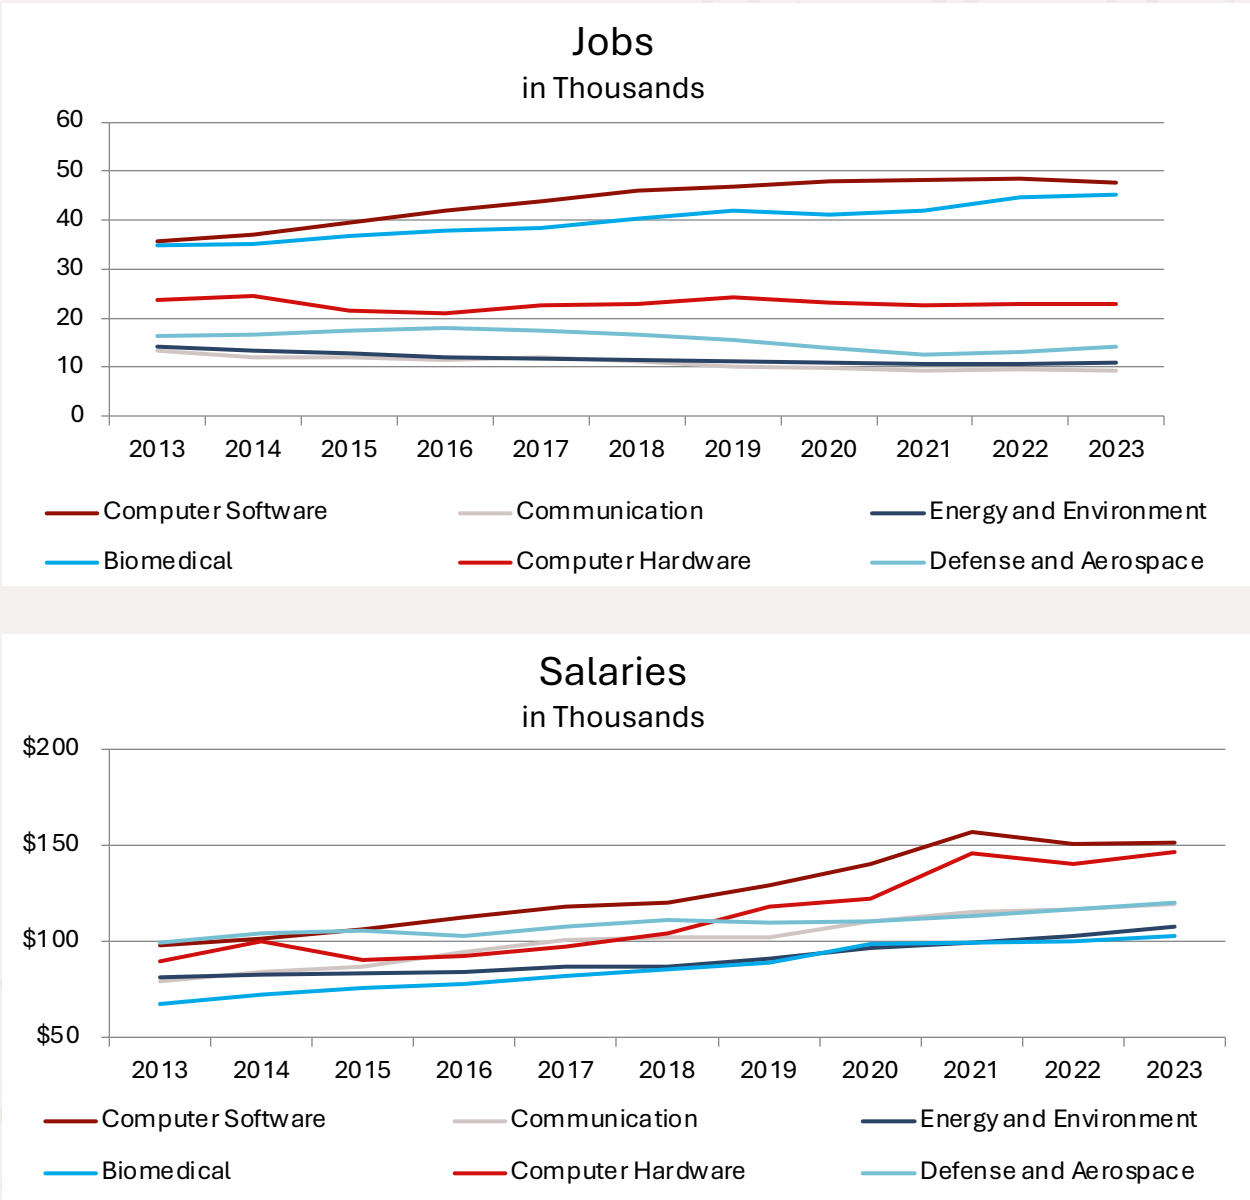 Jobs
in Thousands
60
50
40
30
20
10
0
2013 2014 2015 2016 2017 2018 2019 2020 2021 2022 2023
Computer Software Communication Energy and Environment
Biomedical Computer Hardware Defense and Aerospace
Salaries
in Thousands
$200
$150
$100
$50
2013 2014 2015 2016 2017 2018 2019 2020 2021 2022 2023
Computer Software Communication Energy and Environment
Biomedical Computer Hardware Defense and Aerospace